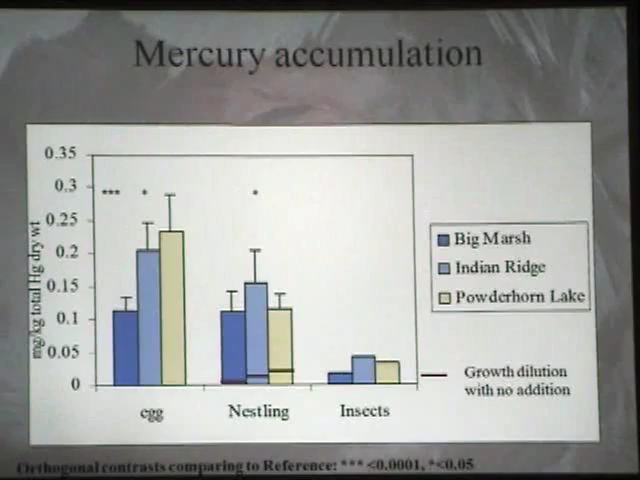 Mercury accumulation
mg/kg total Hg dry wt
0.35
0.3
0.25
0.2
0.15
0.1
0.05
0
*** * *
egg Nestling Insects
Big Marsh
Indian Ridge
Powderhorn Lake
Growth dilution
with no addition
Orthogonal contrasts comparing to Reference: *** <0.0001, *<0.05